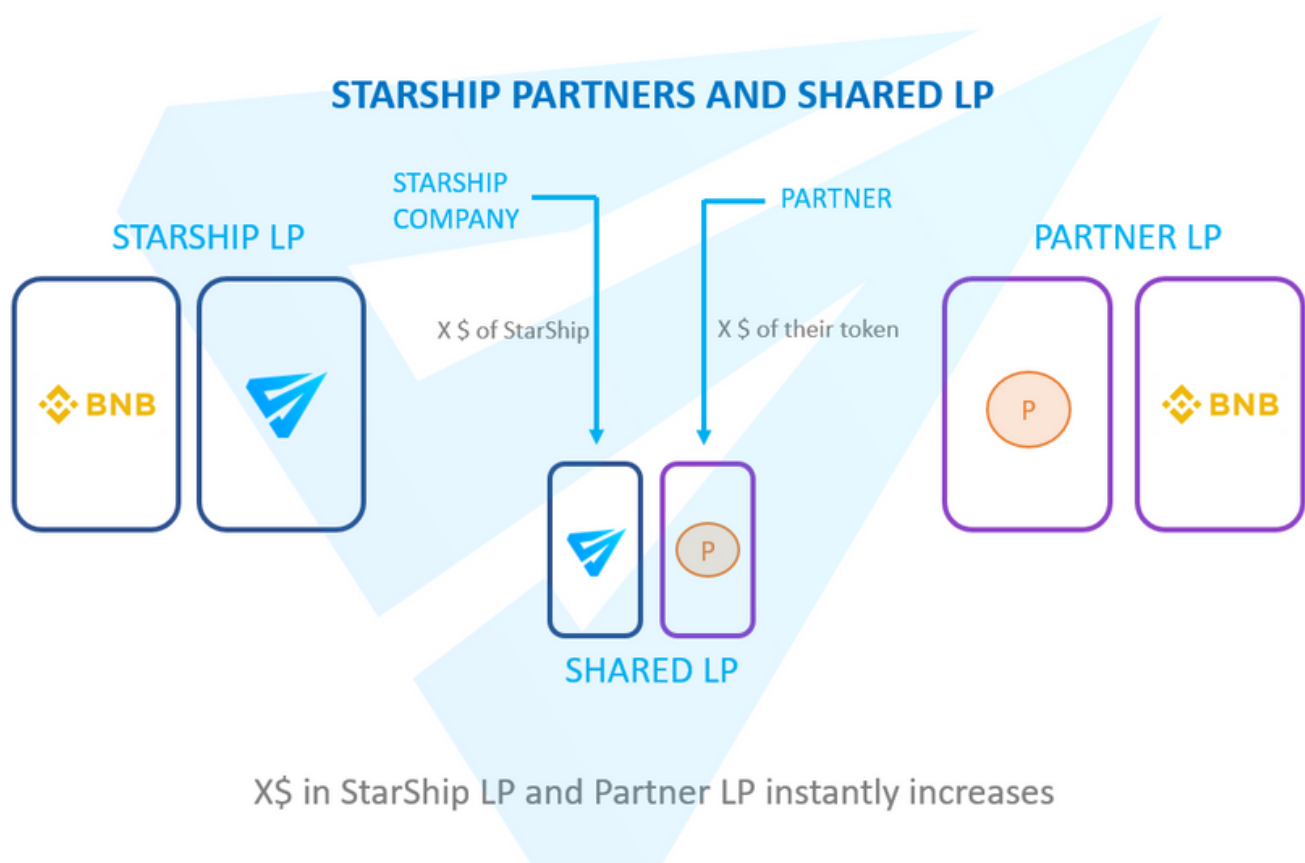 STARSHIP PARTNERS AND SHARED LP
STARSHIP
COMPANY
PARTNER
STARSHIP LP
PARTNER LP
X $ of StarShip
X $ of their token
BNB
P
BNB
P
SHARED LP
X$ in StarShip LP and Partner LP instantly increases